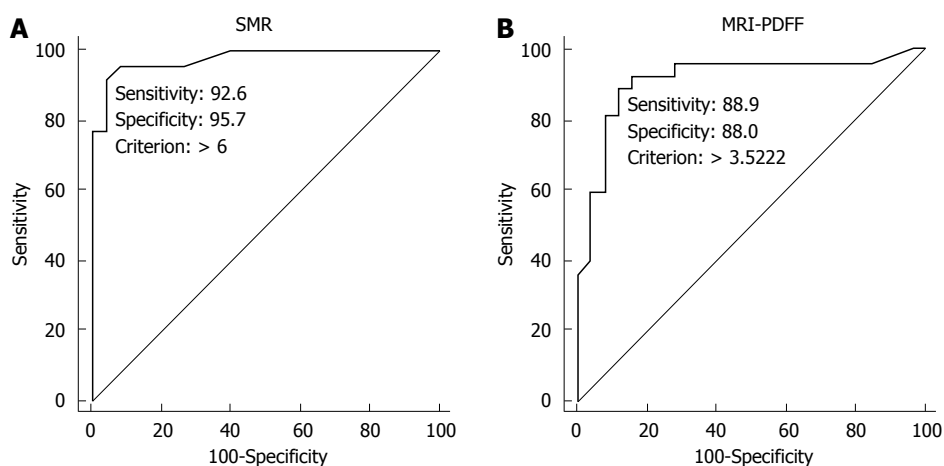 A
SMR
100
80
60
40
20
0
Sensitivity
Sensitivity: 92.6
Specificity: 95.7
Criterion: > 6
0 20 40 60 80 100
100-Specificity
B
MRI-PDFF
100
80
60
40
20
0
Sensitivity
Sensitivity: 88.9
Specificity: 88.0
Criterion: > 3.5222
0 20 40 60 80 100
100-Specificity